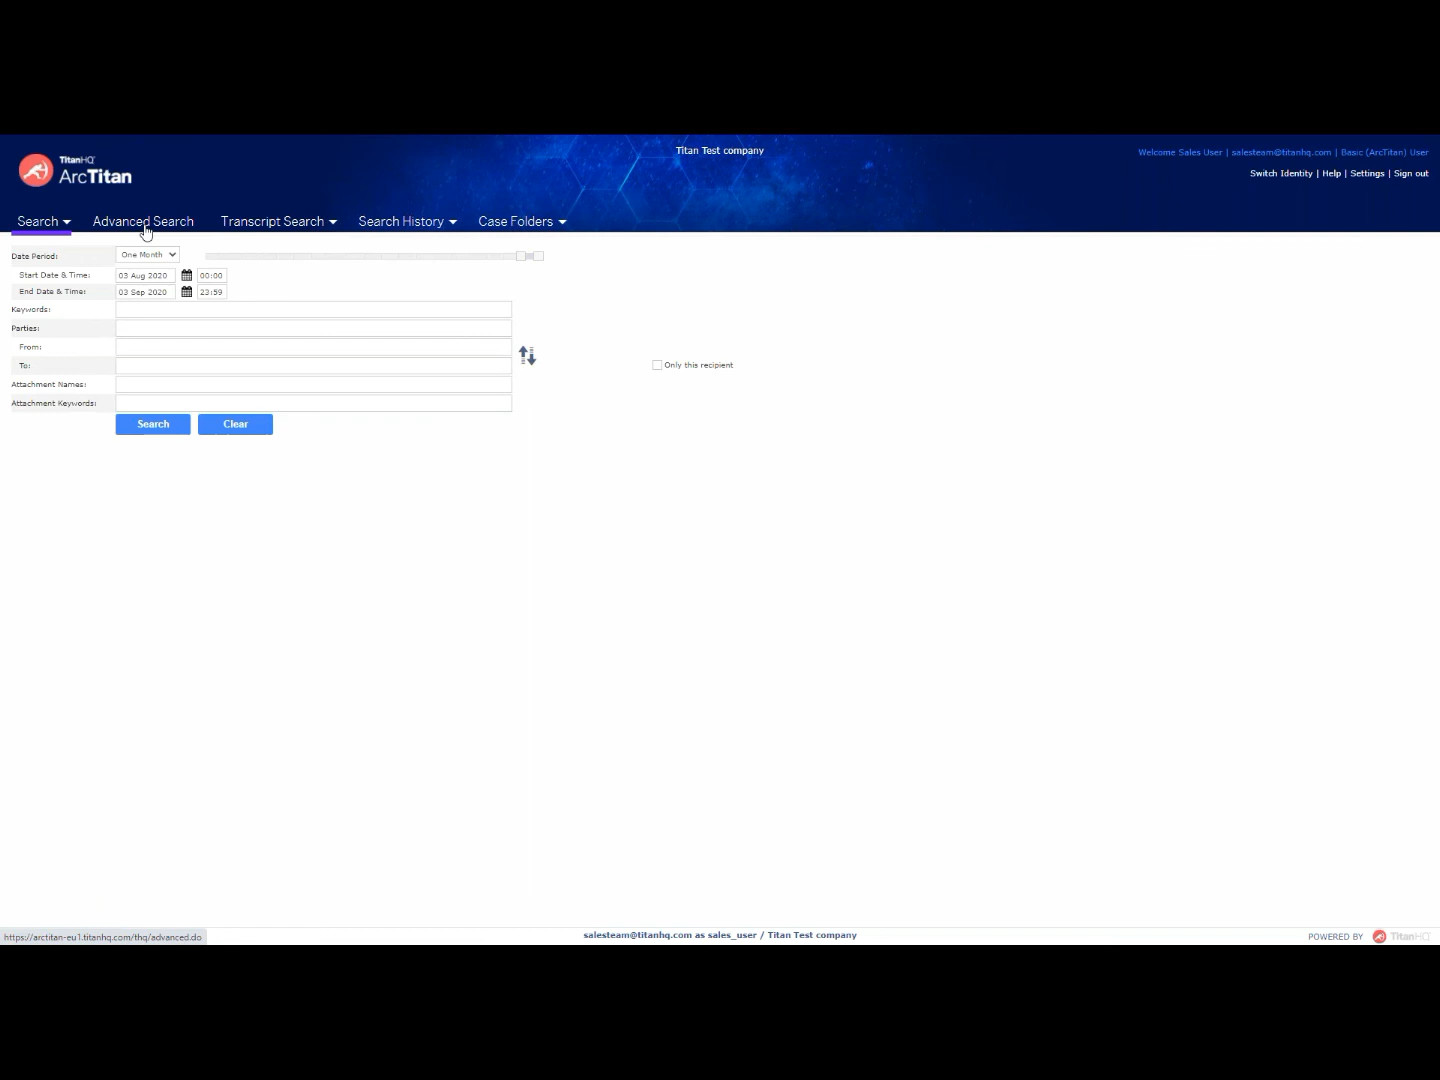 TitanHQ
ArcTitan
Titan Test company
Welcome Sales User | salesteam@titanhq.com | Basic (ArcTitan) User
Switch Identity | Help | Settings | Sign out
Search Advanced Search Transcript Search Search History Case Folders
Date Period: One Month
Start Date & Time: 03 Aug 2020 00:00
End Date & Time: 03 Sep 2020 23:59
Keywords:
Parties:
From:
To: Only this recipient
Attachment Names:
Attachment Keywords:
Search Clear
https://arctitan-eu1.titanhq.com/thq/advanced.do
salesteam@titanhq.com as sales_user / Titan Test company
POWERED BY TitanHQ